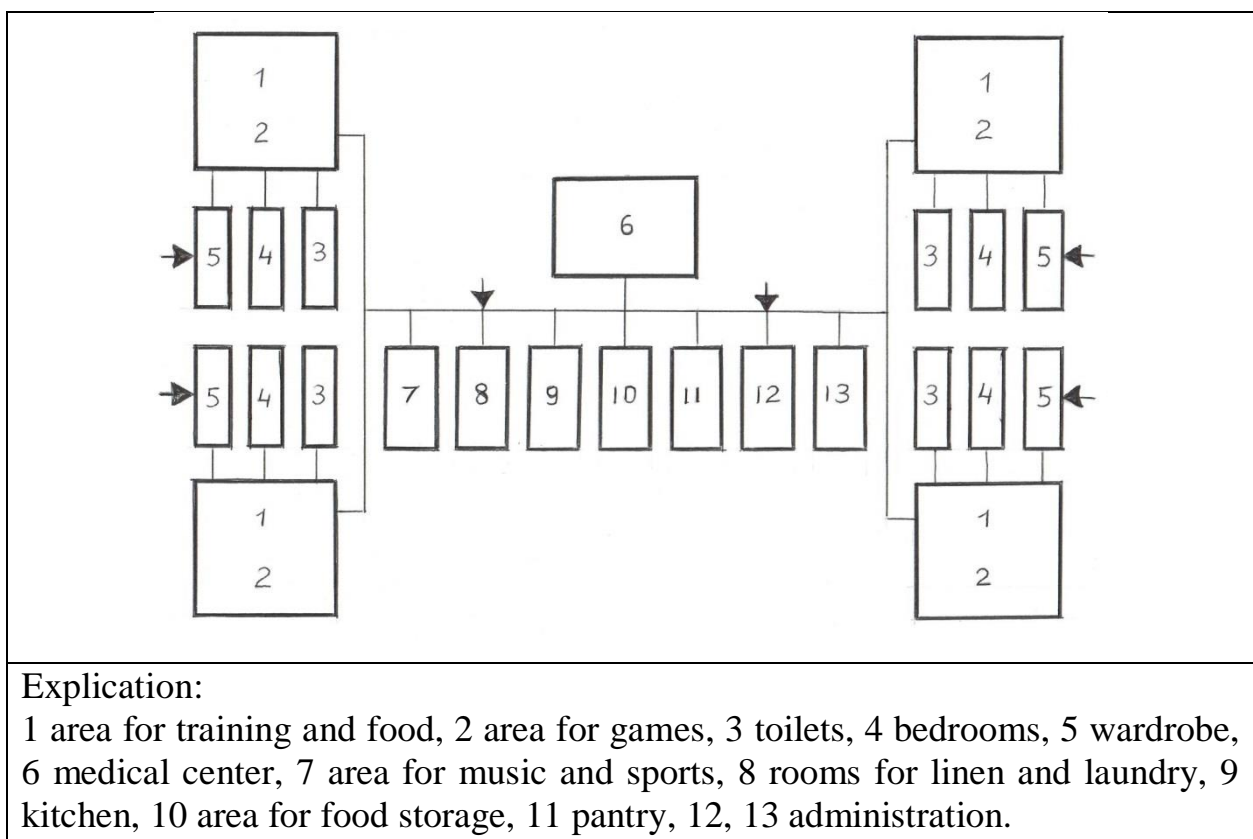 1 1
2 2
6
5 4 3 3 4 5
5 4 3 7 8 9 10 11 12 13 3 4 5
1 1
2 2
Explication:
1 area for training and food, 2 area for games, 3 toilets, 4 bedrooms, 5 wardrobe,
6 medical center, 7 area for music and sports, 8 rooms for linen and laundry, 9
kitchen, 10 area for food storage, 11 pantry, 12, 13 administration.